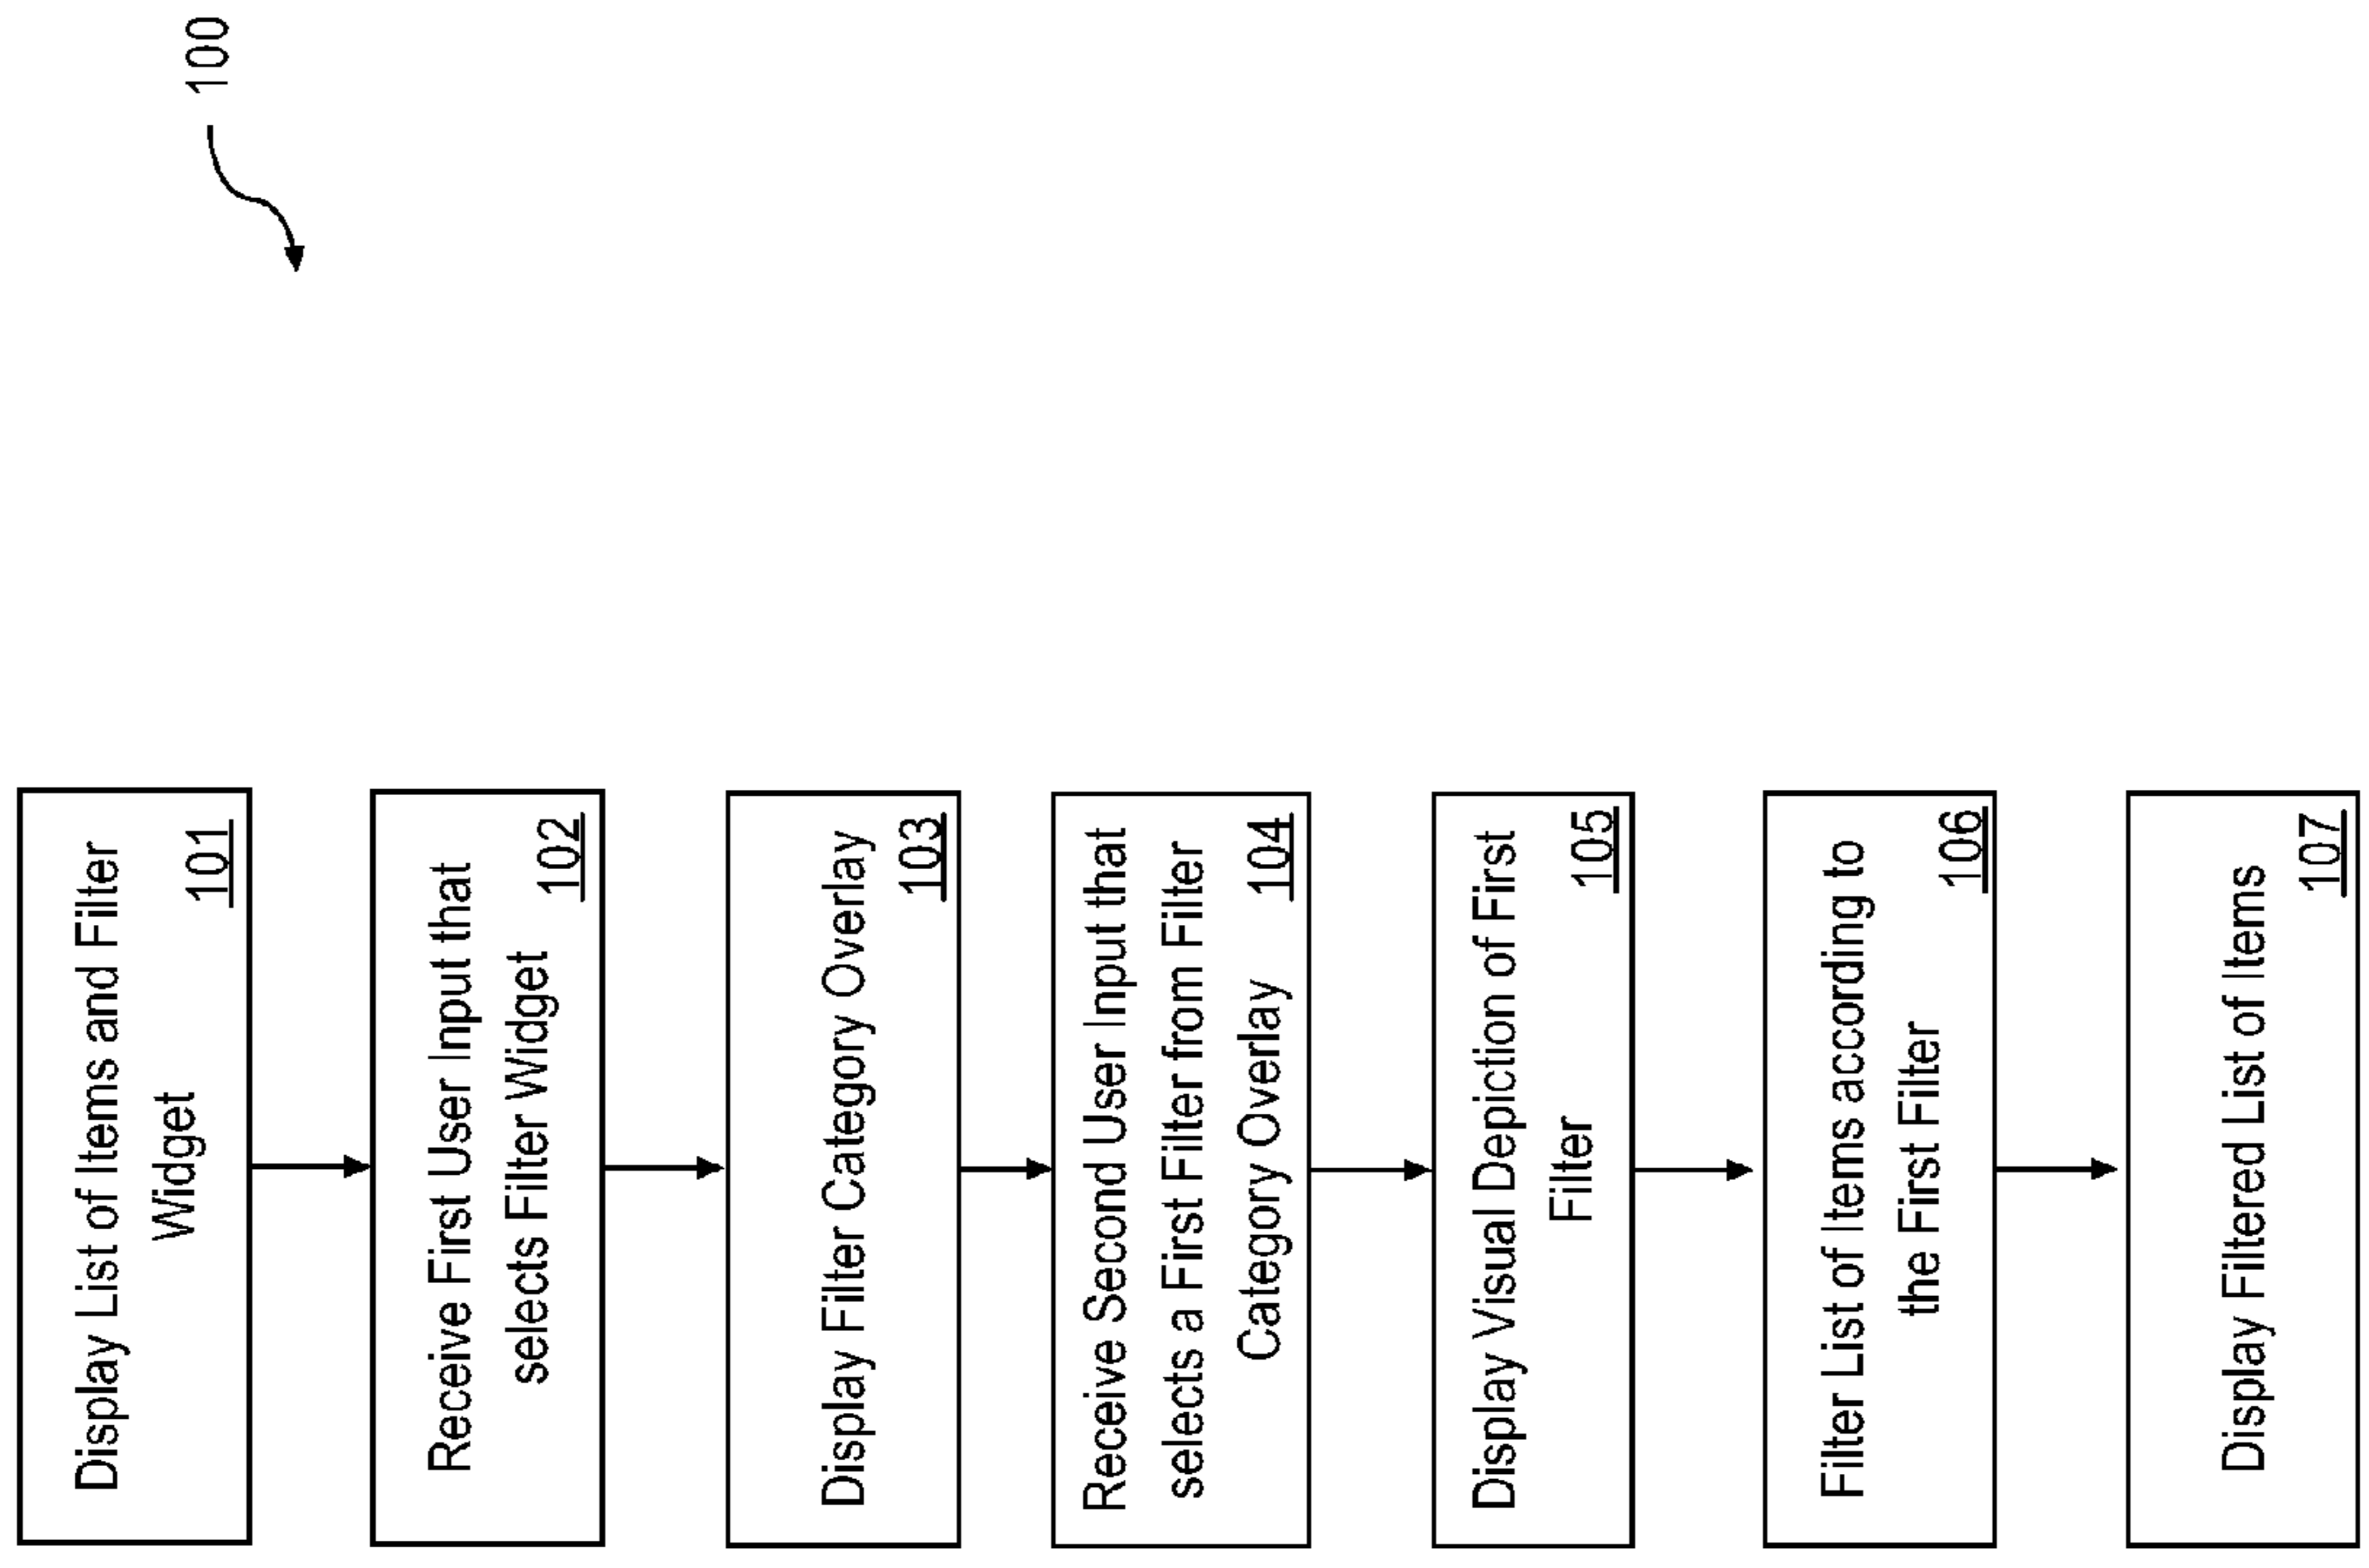 100
Display List of Items and Filter
Widget
101
Receive First User Input that
selects Filter Widget
102
Display Filter Category Overlay
103
Receive Second User Input that
selects a First Filter from Filter
Category Overlay
104
Display Visual Depiction of First
Filter
105
Filter List of Items according to
the First Filter
106
Display Filtered List of Items
107